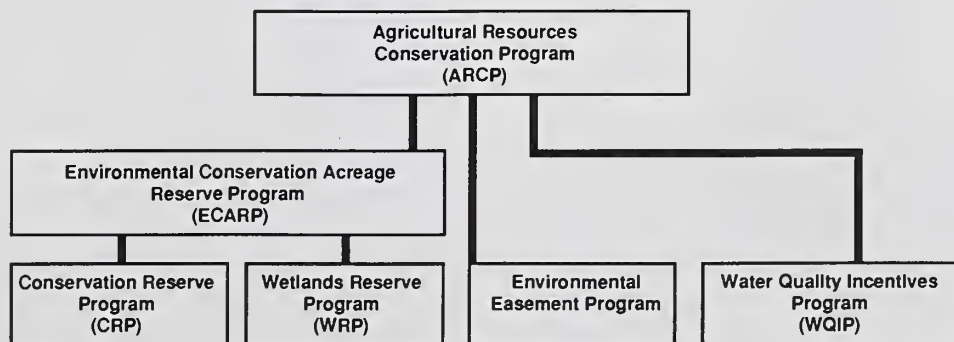 Agricultural Resources
Conservation Program
(ARCP)
Environmental Conservation Acreage
Reserve Program
(ECARP)
Conservation Reserve
Program
(CRP)
Wetlands Reserve
Program
(WRP)
Environmental
Easement Program
Water Quality Incentives
Program
(WQIP)